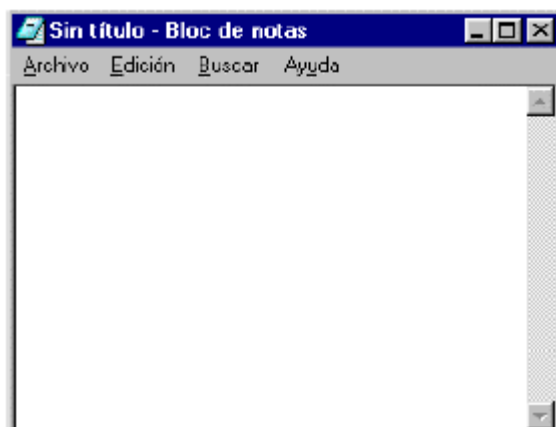 Sin título - Bloc de notas
Archivo Edición Buscar Ayuda